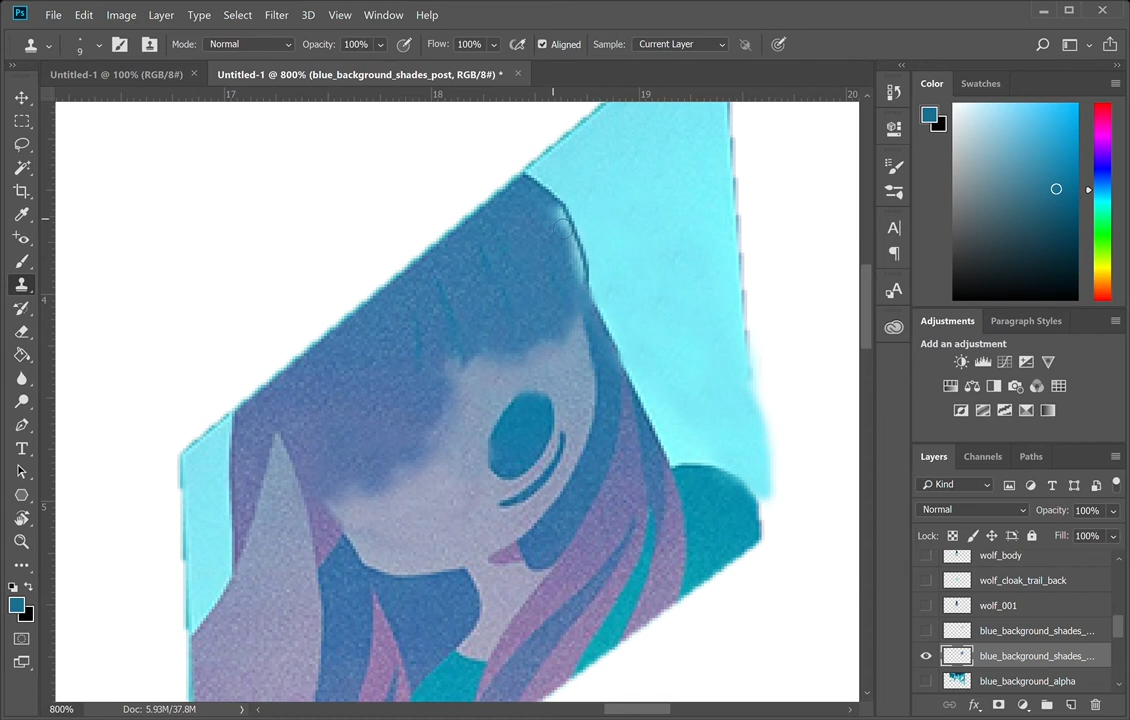 Ps File Edit Image Layer Type Select Filter 3D View Window Help
9 Mode: Normal Opacity: 100% Flow: 100% Aligned Sample: Current Layer
Untitled-1 @ 100% (RGB/8#) × Untitled-1 @ 800% (blue_background_shades_post, RGB/8#) * ×
17 18 19 20
4
5
Color Swatches
Adjustments Paragraph Styles
Add an adjustment
Layers Channels Paths
Kind
Normal Opacity: 100%
Lock: Fill: 100%
wolf_body
wolf_cloak_trail_back
wolf_001
blue_background_shades_...
blue_background_shades_...
blue_background_alpha
800% Doc: 5.93M/37.8M